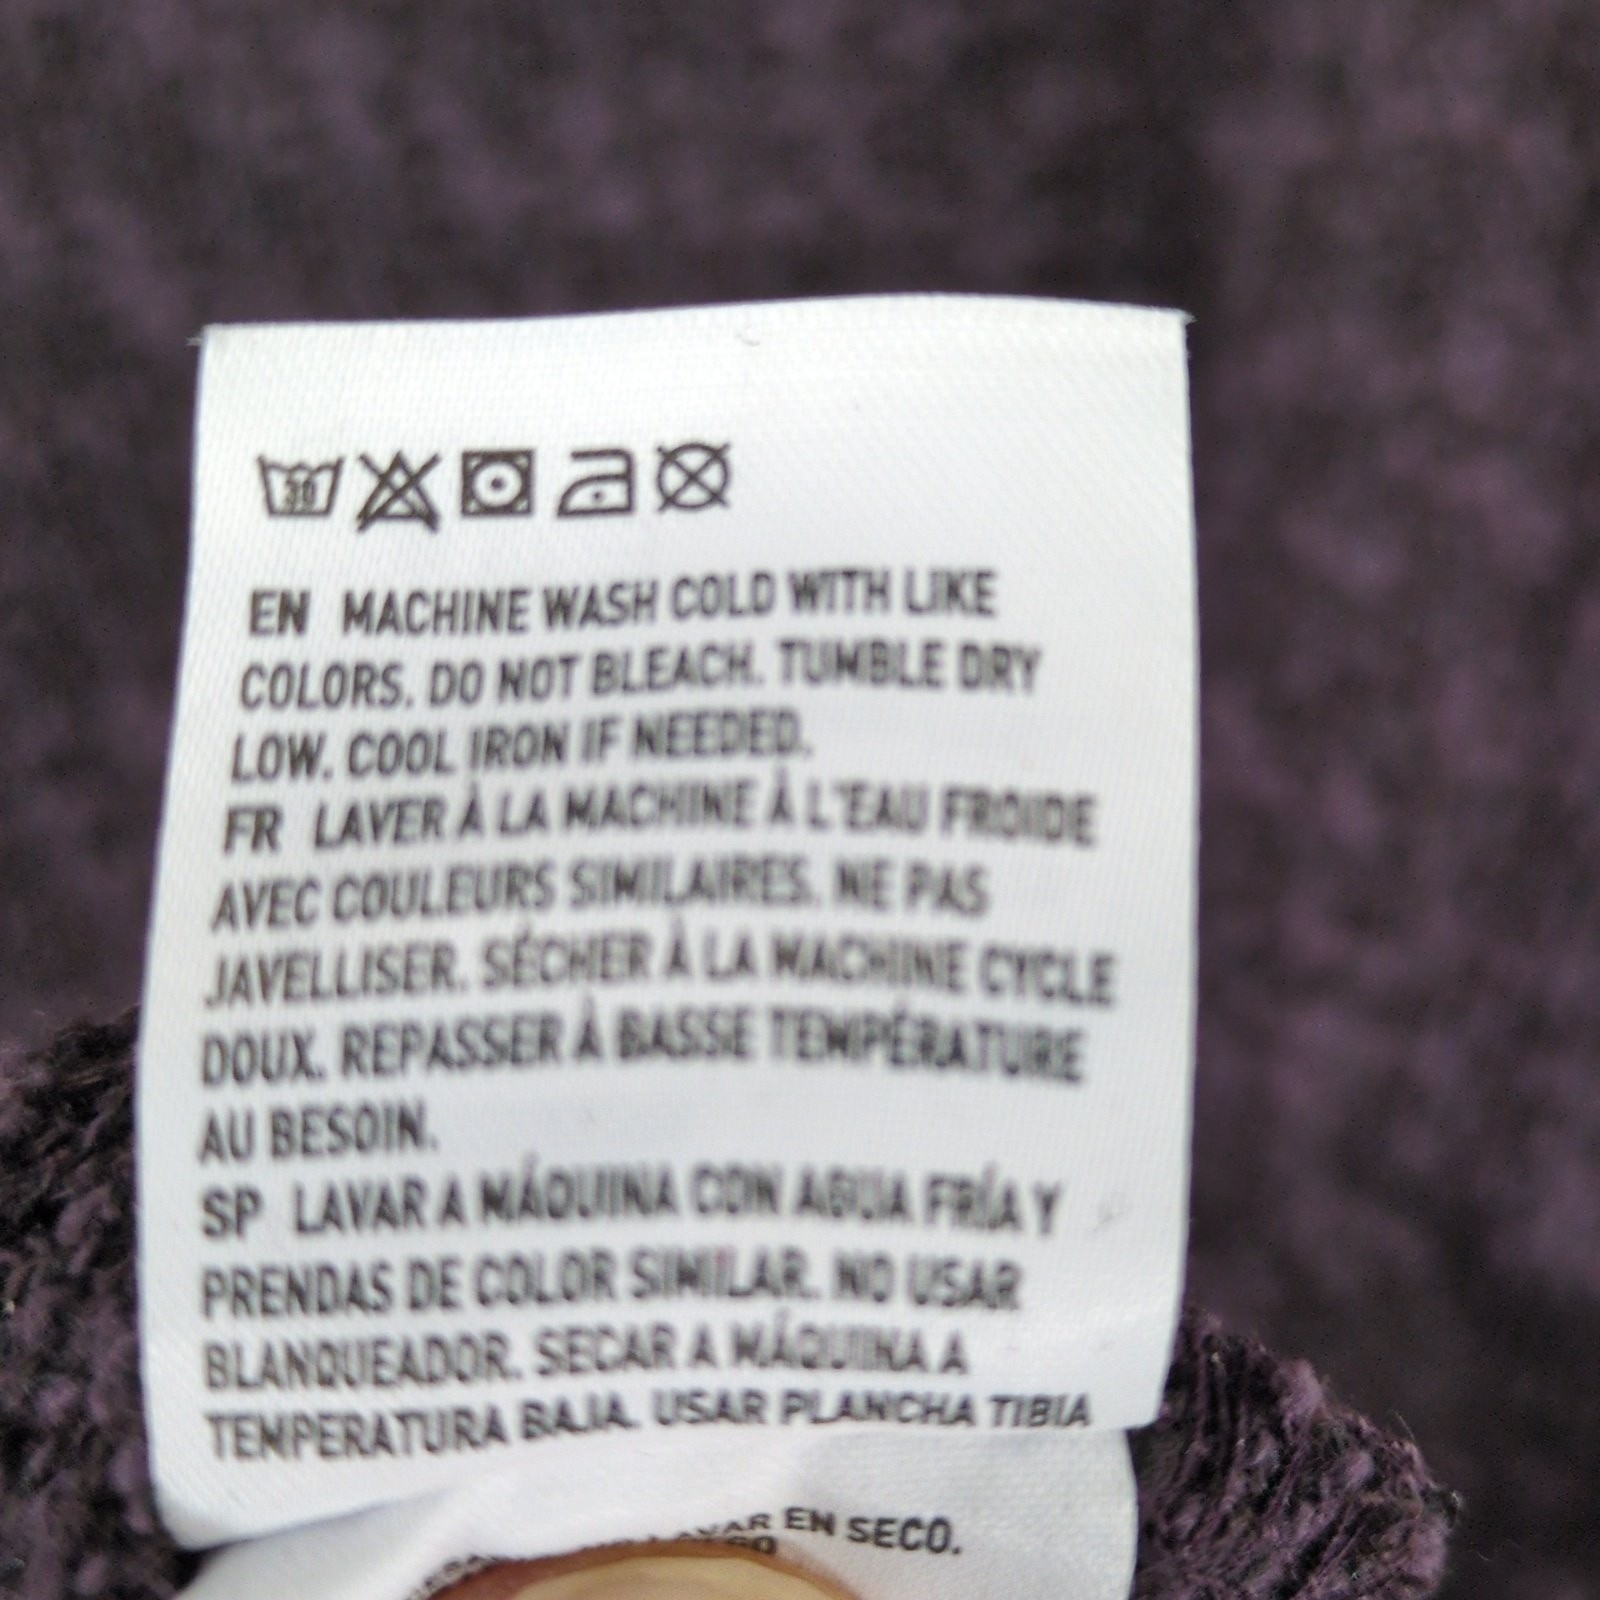 30
EN MACHINE WASH COLD WITH LIKE
COLORS. DO NOT BLEACH. TUMBLE DRY
LOW. COOL IRON IF NEEDED.
FR LAVER À LA MACHINE À L'EAU FROIDE
AVEC COULEURS SIMILAIRES. NE PAS
JAVELLISER. SÉCHER À LA MACHINE CYCLE
DOUX. REPASSER À BASSE TEMPÉRATURE
AU BESOIN.
SP LAVAR A MÁQUINA CON AGUA FRÍA Y
PRENDAS DE COLOR SIMILAR. NO USAR
BLANQUEADOR. SECAR A MÁQUINA A
TEMPERATURA BAJA. USAR PLANCHA TIBIA
LAVAR EN SECO.